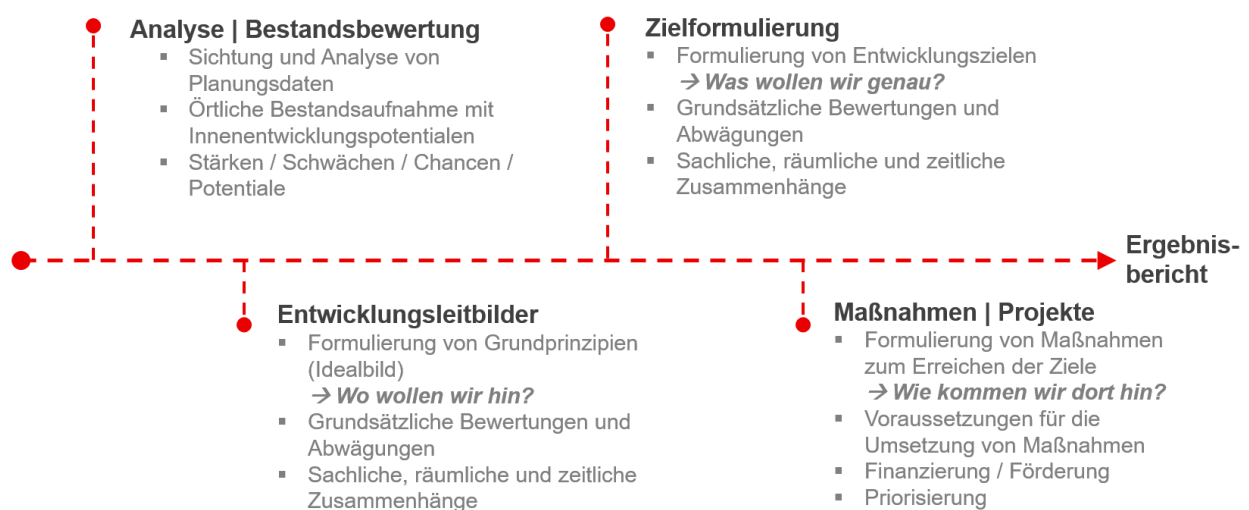 Analyse | Bestandsbewertung
▪ Sichtung und Analyse von
Planungsdaten
▪ Örtliche Bestandsaufnahme mit
Innenentwicklungspotentialen
▪ Stärken / Schwächen / Chancen /
Potentiale
Zielformulierung
▪ Formulierung von Entwicklungszielen
→ Was wollen wir genau?
▪ Grundsätzliche Bewertungen und
Abwägungen
▪ Sachliche, räumliche und zeitliche
Zusammenhänge
Ergebnis-
bericht
Entwicklungsleitbilder
▪ Formulierung von Grundprinzipien
(Idealbild)
→ Wo wollen wir hin?
▪ Grundsätzliche Bewertungen und
Abwägungen
▪ Sachliche, räumliche und zeitliche
Zusammenhänge
Maßnahmen | Projekte
▪ Formulierung von Maßnahmen
zum Erreichen der Ziele
→ Wie kommen wir dort hin?
▪ Voraussetzungen für die
Umsetzung von Maßnahmen
▪ Finanzierung / Förderung
▪ Priorisierung